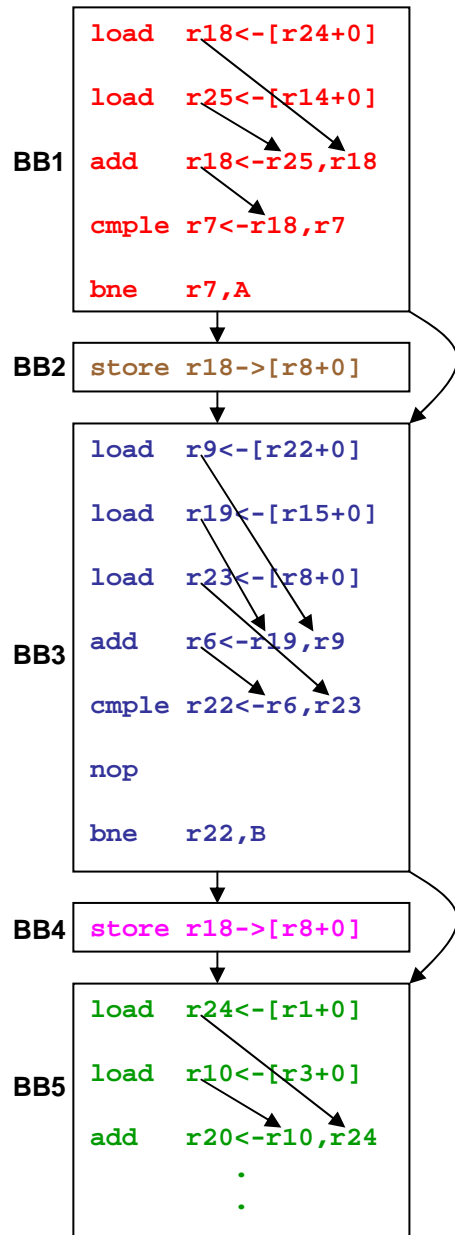 load r18<-[r24+0]
load r25<-[r14+0]
BB1 add r18<-r25,r18
cmple r7<-r18,r7
bne r7,A
BB2 store r18->[r8+0]
load r9<-[r22+0]
load r19<-[r15+0]
load r23<-[r8+0]
BB3 add r6<-r19,r9
cmple r22<-r6,r23
nop
bne r22,B
BB4 store r18->[r8+0]
load r24<-[r1+0]
BB5 load r10<-[r3+0]
add r20<-r10,r24
.
.